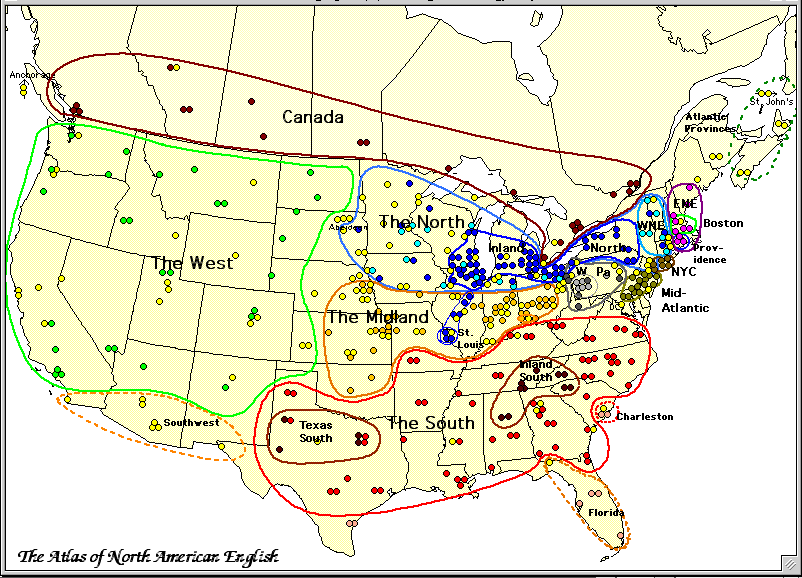 Anchorage
Canada
St. John's
Atlantic
Provinces
ENE
Boston
WNE
Prov-
idence
The North
Aberdeen
Inland
North
The West
W Pa
NYC
Mid-
Atlantic
The Midland
St.
Louis
Inland
South
Charleston
Southwest
Texas
South
The South
Florida
The Atlas of North American English